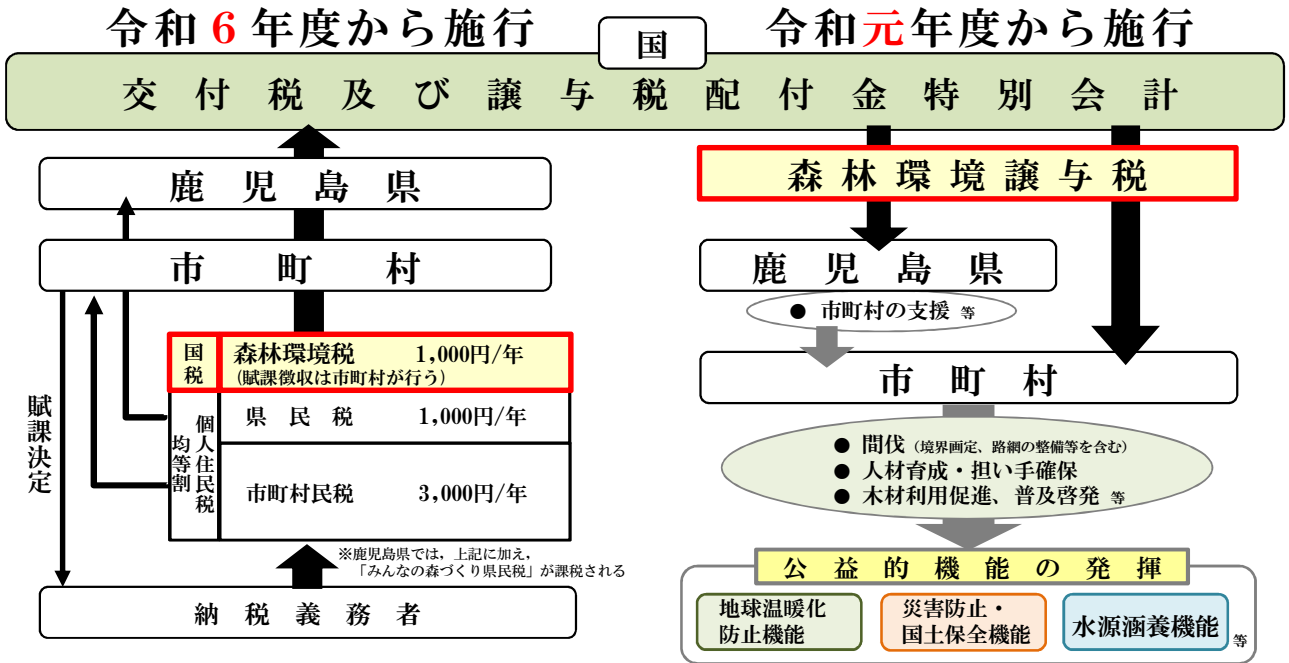 令和６年度から施行
国
令和元年度から施行
交付税及び譲与税配付金特別会計
鹿児島県
市町村
国税
森林環境税 1,000円/年
(賦課徴収は市町村が行う)
個人住民税
均等割
県民税 1,000円/年
市町村民税 3,000円/年
賦課決定
※鹿児島県では，上記に加え，
「みんなの森づくり県民税」が課税される
納税義務者
森林環境譲与税
鹿児島県
● 市町村の支援 等
市町村
● 間伐（境界画定、路網の整備等を含む）
● 人材育成・担い手確保
● 木材利用促進、普及啓発 等
公益的機能の発揮
地球温暖化
防止機能
災害防止・
国土保全機能
水源涵養機能
等